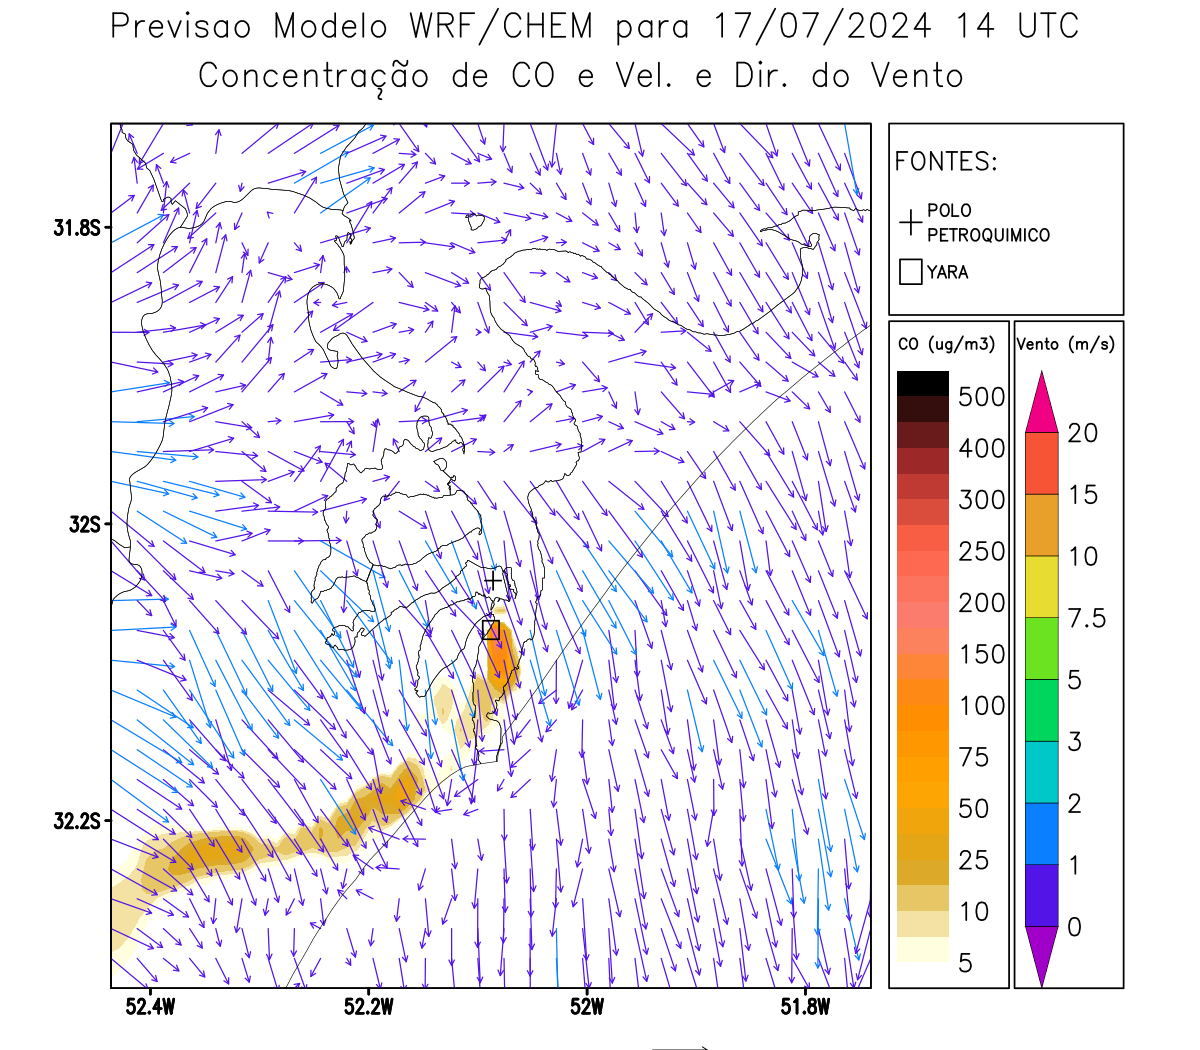 Previsao Modelo WRF/CHEM para 17/07/2024 14 UTC
Concentração de CO e Vel. e Dir. do Vento
FONTES:
POLO
PETROQUIMICO
YARA
31.8S
32S
32.2S
52.4W
52.2W
52W
51.8W
CO (ug/m3)
500
400
300
250
200
150
100
75
50
25
10
5
Vento (m/s)
20
15
10
7.5
5
3
2
1
0